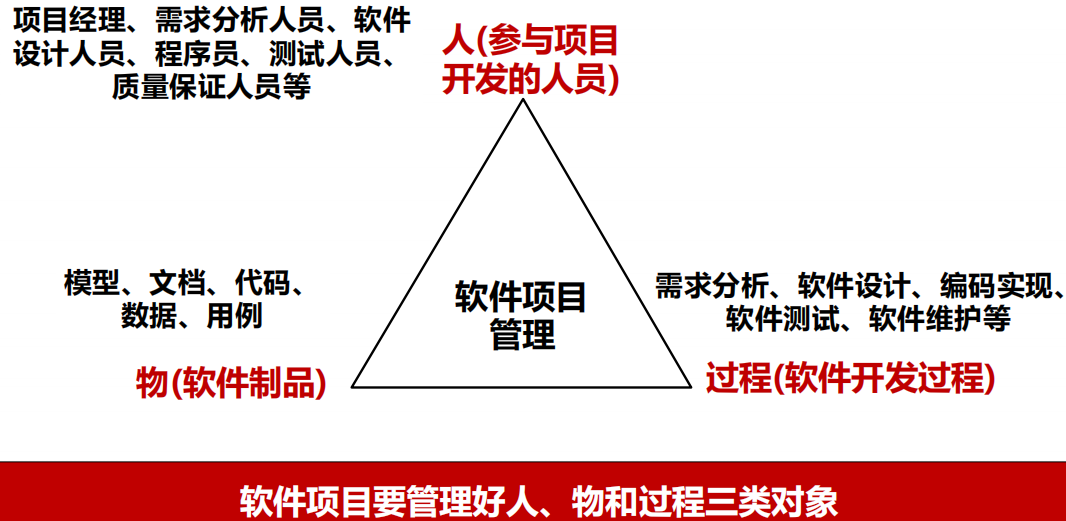 项目经理、需求分析人员、软件
设计人员、程序员、测试人员、
质量保证人员等
人(参与项目
开发的人员)
模型、文档、代码、
数据、用例
物(软件制品)
软件项目
管理
需求分析、软件设计、编码实现、
软件测试、软件维护等
过程(软件开发过程)
软件项目要管理好人、物和过程三类对象